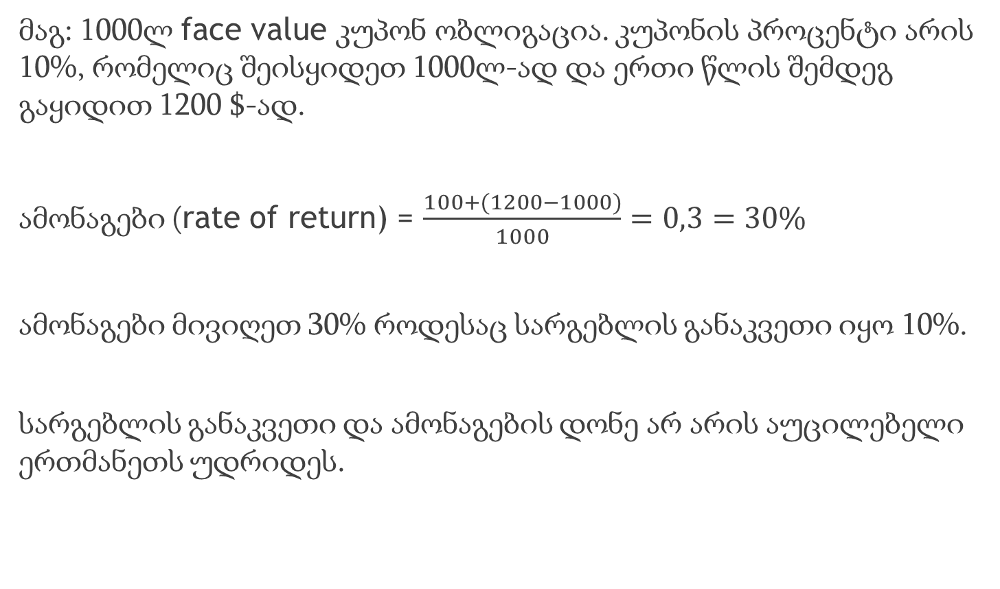 მაგ: 1000ლ face value კუპონ ობლიგაცია. კუპონის პროცენტი არის
10%, რომელიც შეისყიდეთ 1000ლ-ად და ერთი წლის შემდეგ
გაყიდით 1200 $-ად.
ამონაგები (rate of return) = \frac{100+(1200−1000)}{1000} = 0,3 = 30%
ამონაგები მივიღეთ 30% როდესაც სარგებლის განაკვეთი იყო 10%.
სარგებლის განაკვეთი და ამონაგების დონე არ არის აუცილებელი
ერთმანეთს უდრიდეს.